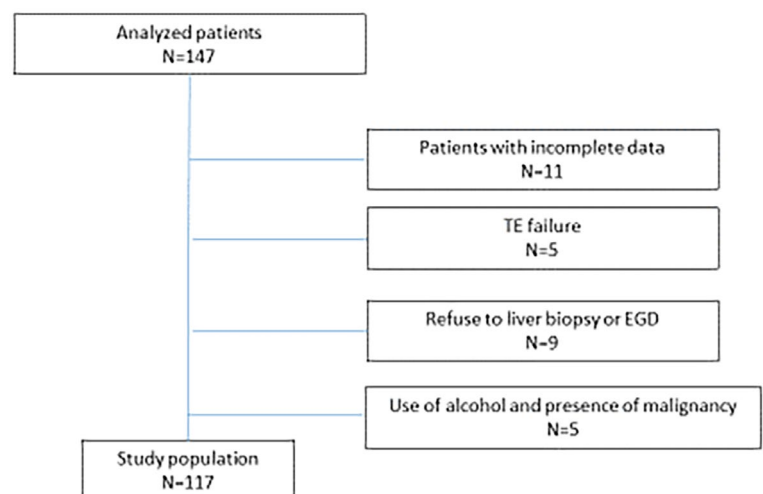 Analyzed patients
N=147
Patients with incomplete data
N=11
TE failure
N=5
Refuse to liver biopsy or EGD
N=9
Use of alcohol and presence of malignancy
N=5
Study population
N=117